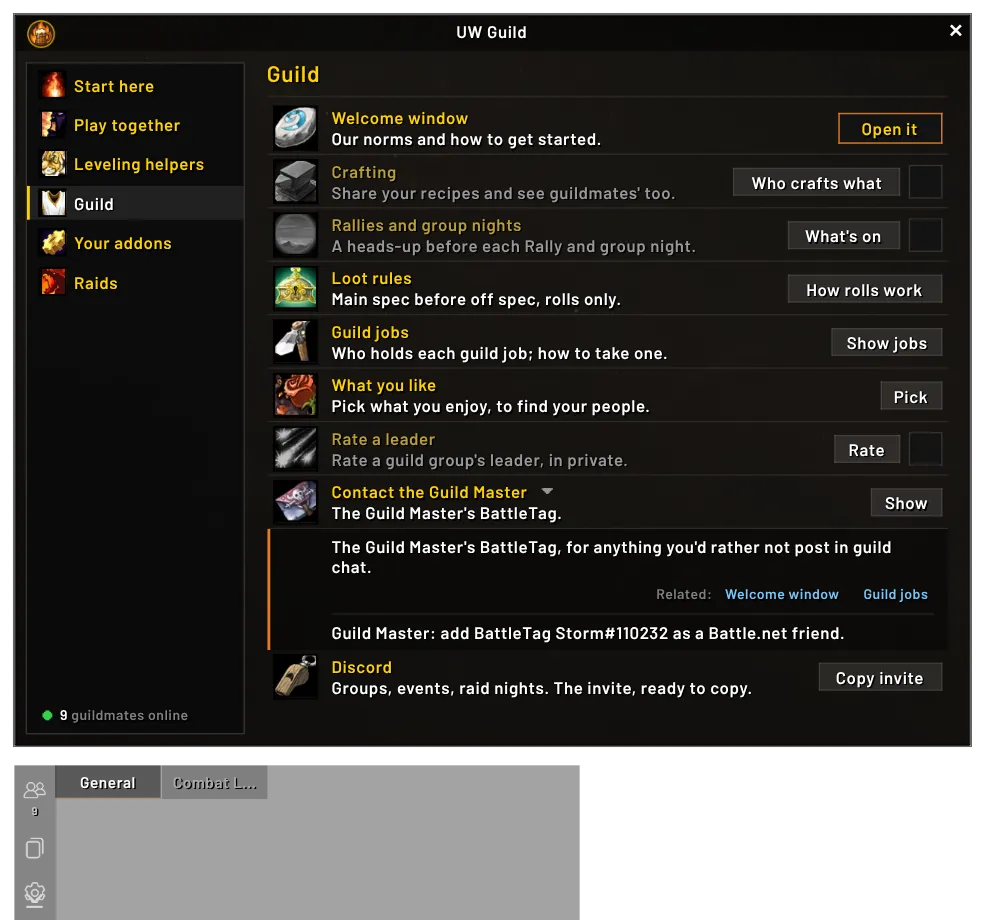 UW Guild
Start here
Play together
Leveling helpers
Guild
Your addons
Raids
9 guildmates online
Guild
Welcome window
Our norms and how to get started.
Open it
Crafting
Share your recipes and see guildmates' too.
Who crafts what
Rallies and group nights
A heads-up before each Rally and group night.
What's on
Loot rules
Main spec before off spec, rolls only.
How rolls work
Guild jobs
Who holds each guild job; how to take one.
Show jobs
What you like
Pick what you enjoy, to find your people.
Pick
Rate a leader
Rate a guild group's leader, in private.
Rate
Contact the Guild Master
The Guild Master's BattleTag.
Show
The Guild Master's BattleTag, for anything you'd rather not post in guild
chat.
Related: Welcome window Guild jobs
Guild Master: add BattleTag Storm#110232 as a Battle.net friend.
Discord
Groups, events, raid nights. The invite, ready to copy.
Copy invite
General
Combat L...
9